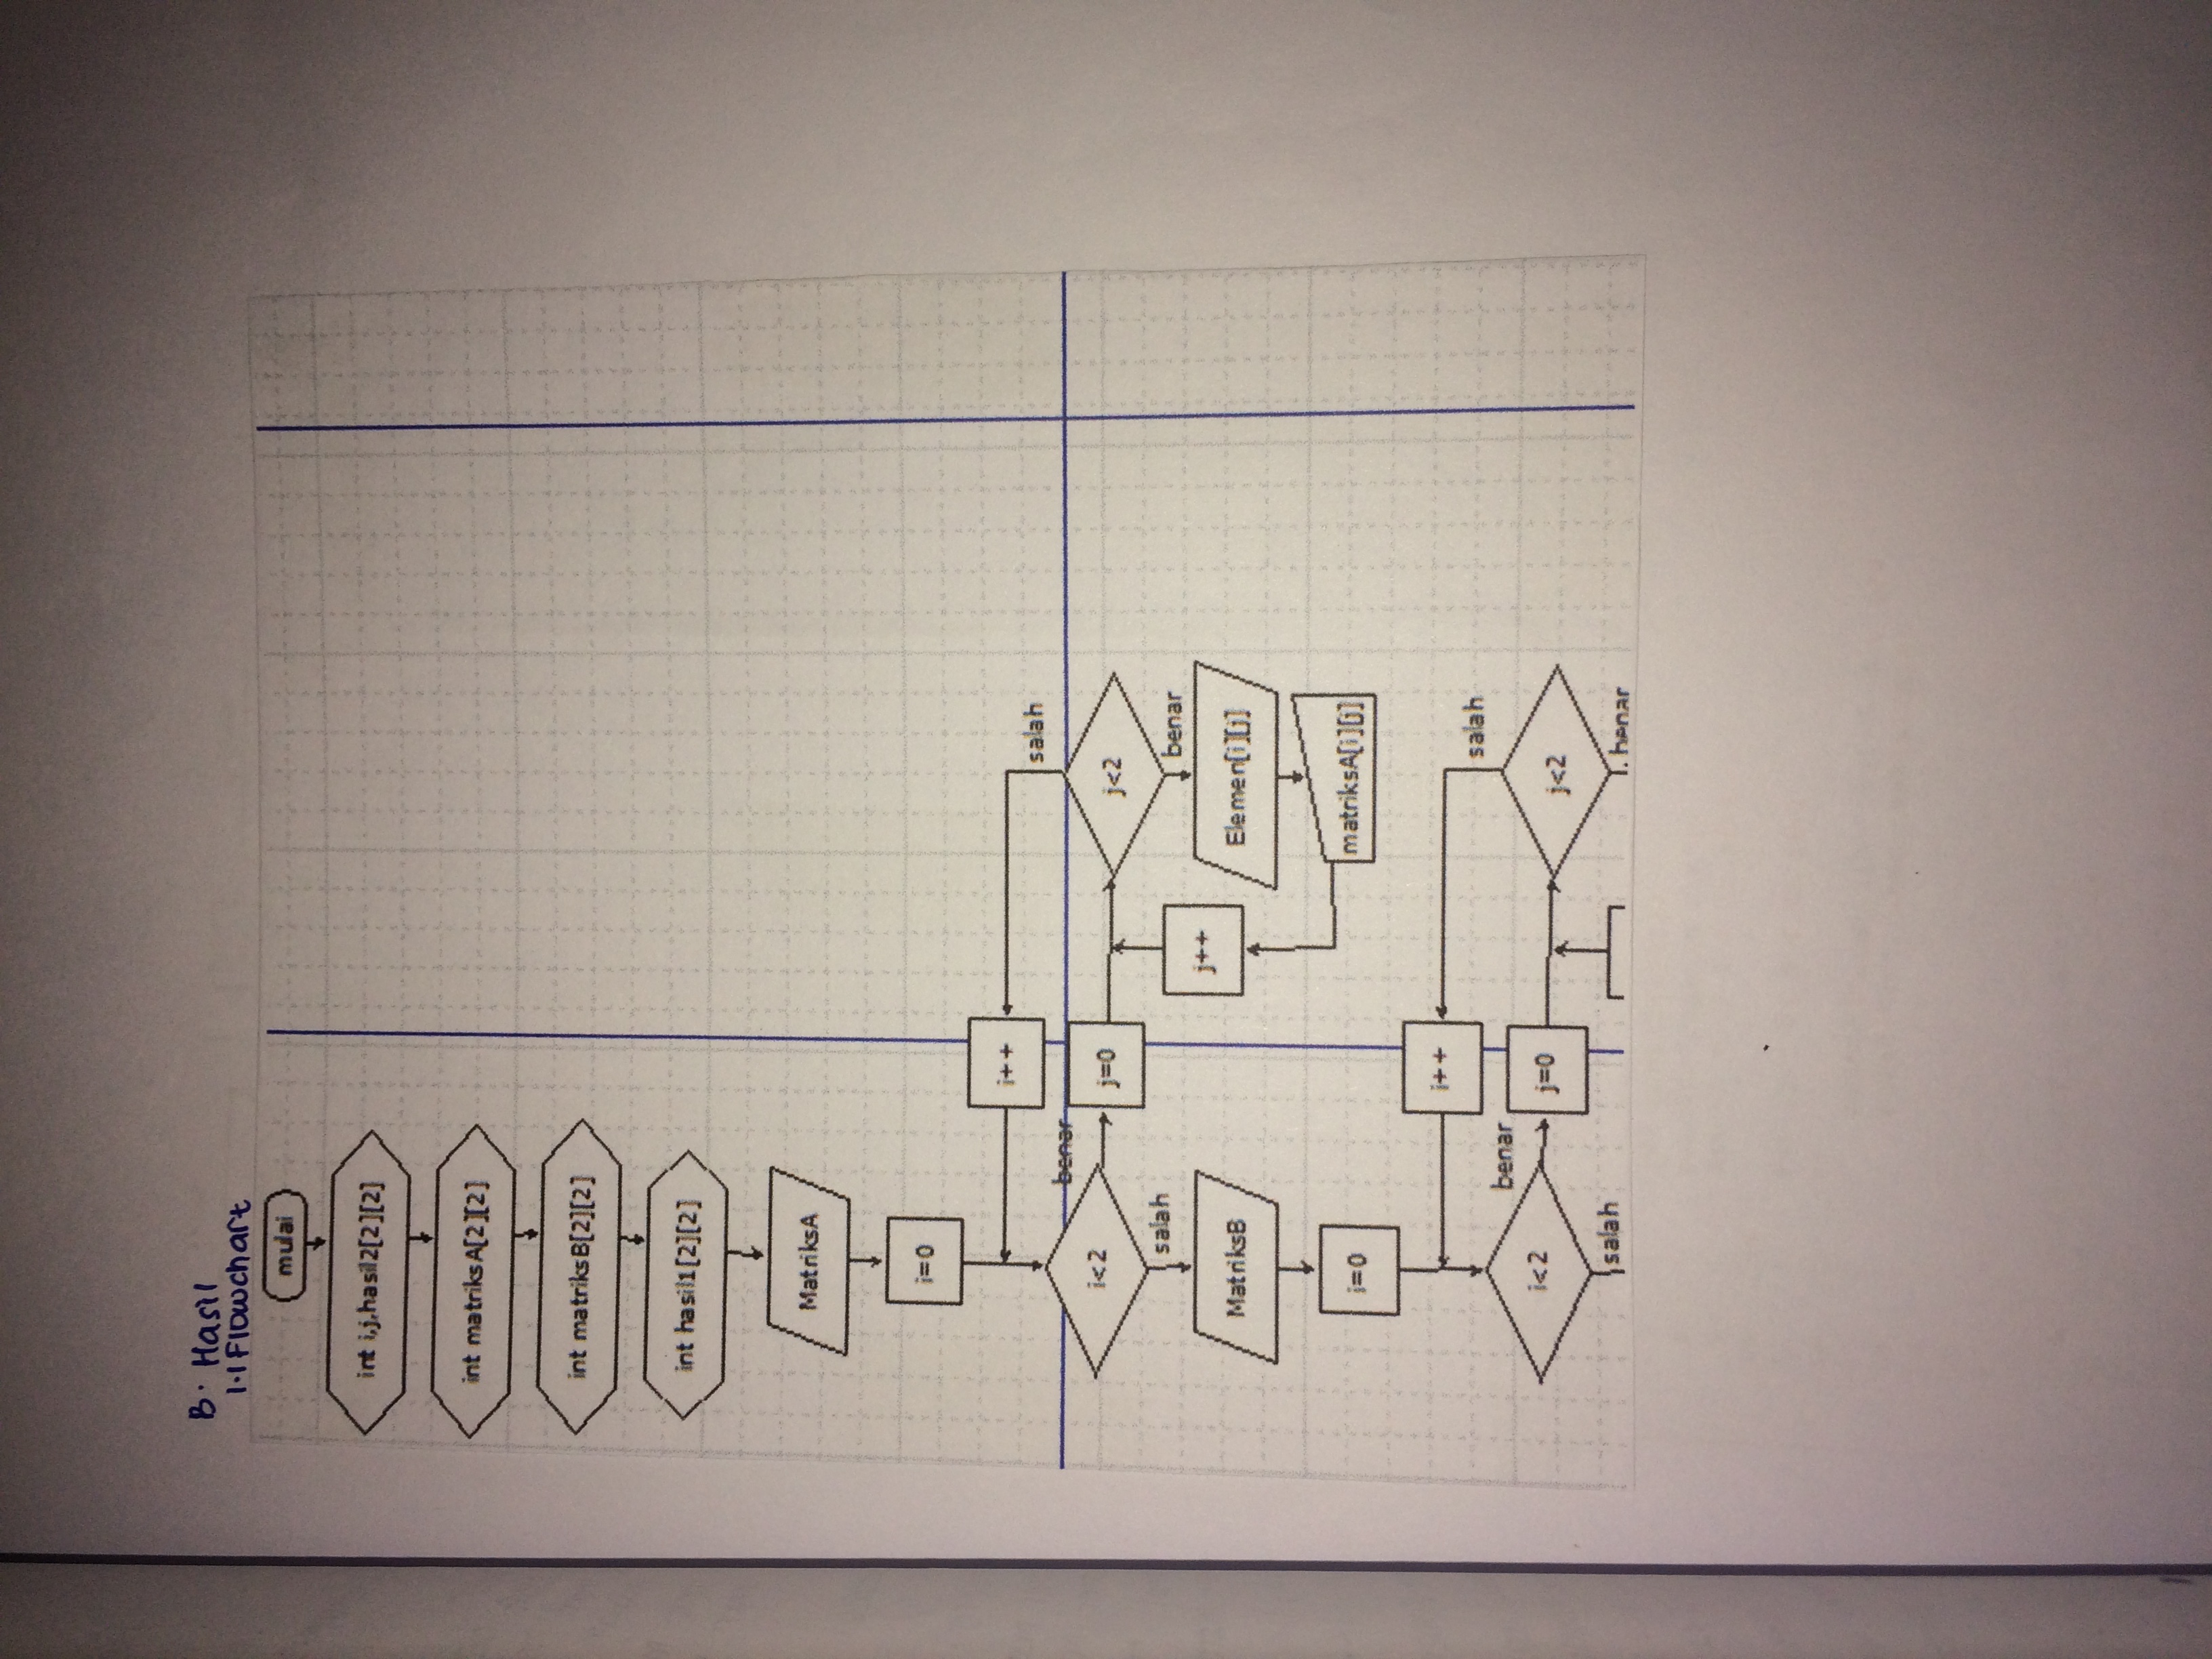 B. Hasil
1.1 Flowchart
mulai
int i,j,hasil2[2][2]
int matriksA[2][2]
int matriksB[2][2]
int hasil1[2][2]
MatriksA
i=0
i++
salah
benar
i<2
j=0
j<2
salah
benar
j++
MatriksB
Elemen[i][j]
matriksA[i][j]
i=0
i++
salah
benar
i<2
j=0
j<2
salah
benar